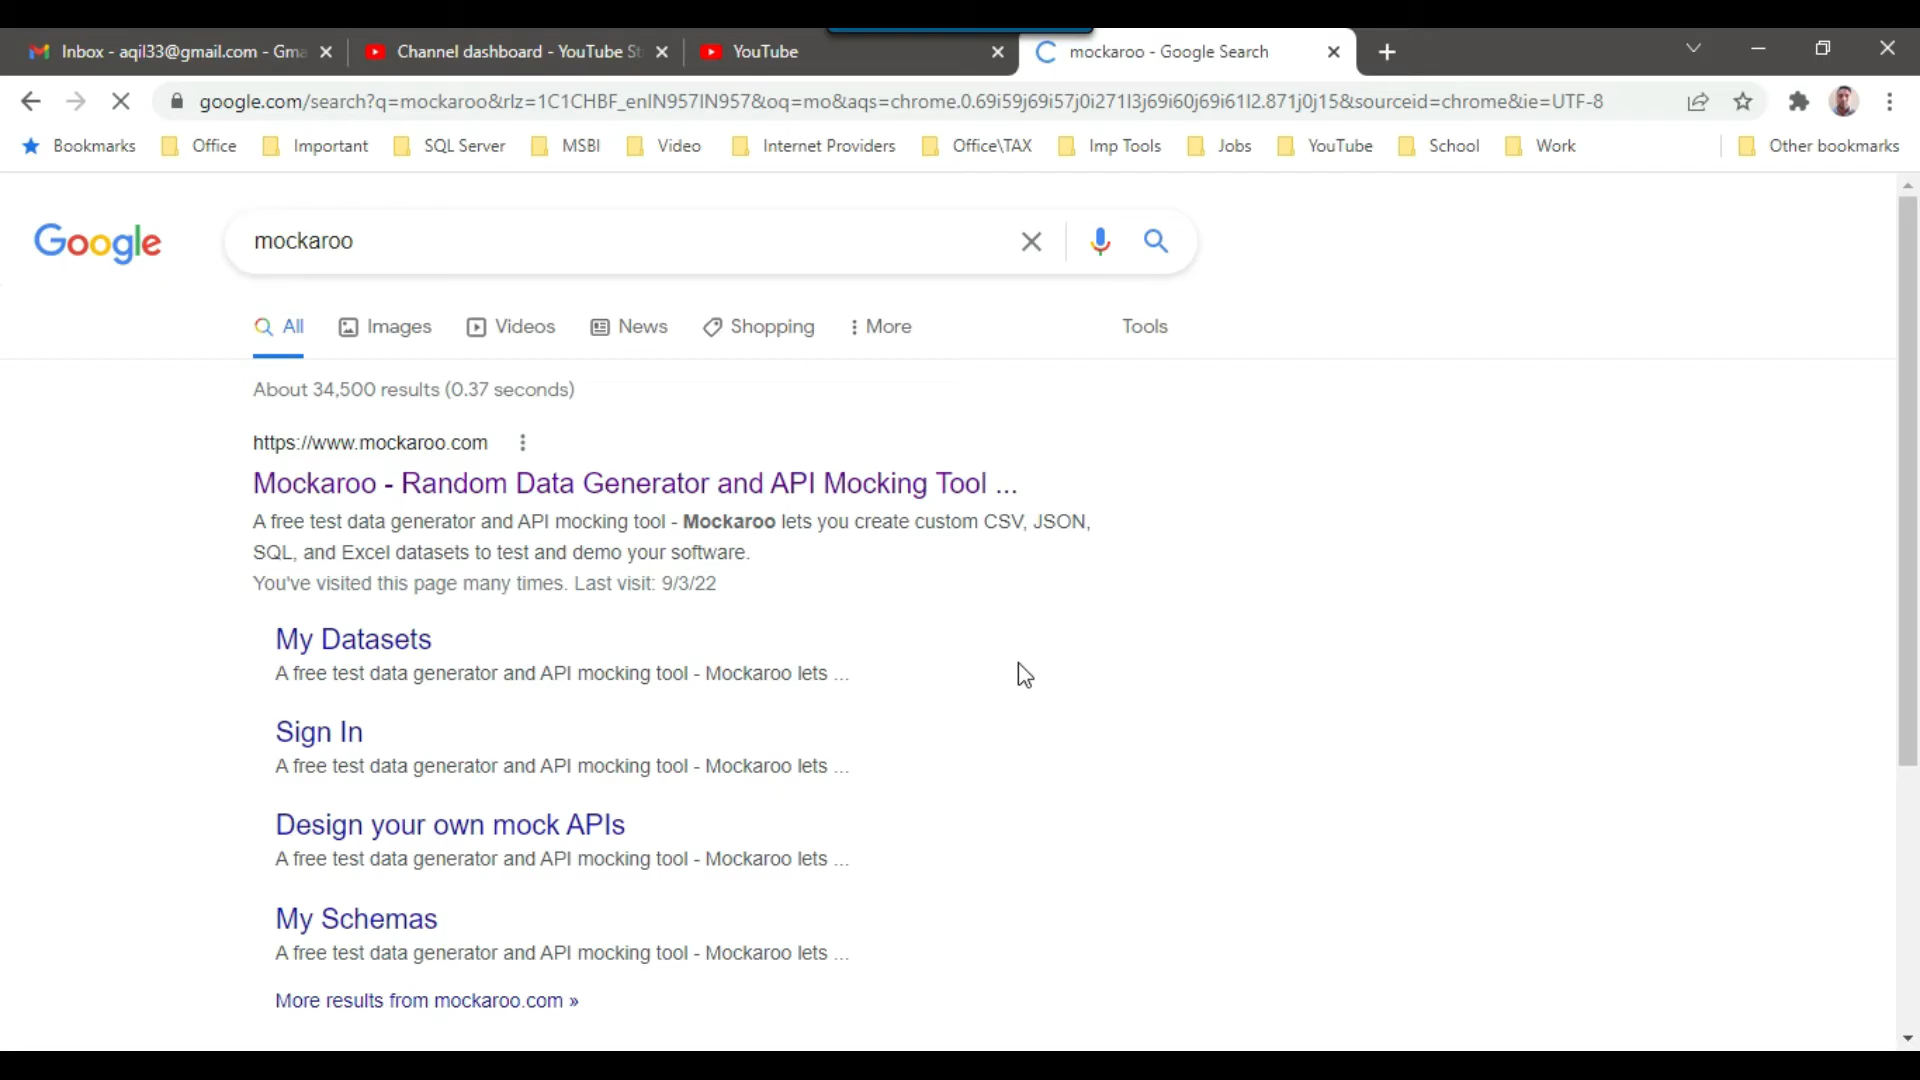 Inbox - aqil33@gmail.com - Gma
Channel dashboard - YouTube St
YouTube
mockaroo - Google Search
google.com/search?q=mockaroo&rlz=1C1CHBF_enIN957IN957&oq=mo&aqs=chrome.0.69i59j69i57j0i271l3j69i60j69i61l2.871j0j15&sourceid=chrome&ie=UTF-8
Bookmarks
Office
Important
SQL Server
MSBI
Video
Internet Providers
Office\TAX
Imp Tools
Jobs
YouTube
School
Work
Other bookmarks
Google
mockaroo
All
Images
Videos
News
Shopping
More
Tools
About 34,500 results (0.37 seconds)
https://www.mockaroo.com
Mockaroo - Random Data Generator and API Mocking Tool ...
A free test data generator and API mocking tool - Mockaroo lets you create custom CSV, JSON,
SQL, and Excel datasets to test and demo your software.
You've visited this page many times. Last visit: 9/3/22
My Datasets
A free test data generator and API mocking tool - Mockaroo lets ...
Sign In
A free test data generator and API mocking tool - Mockaroo lets ...
Design your own mock APIs
A free test data generator and API mocking tool - Mockaroo lets ...
My Schemas
A free test data generator and API mocking tool - Mockaroo lets ...
More results from mockaroo.com »